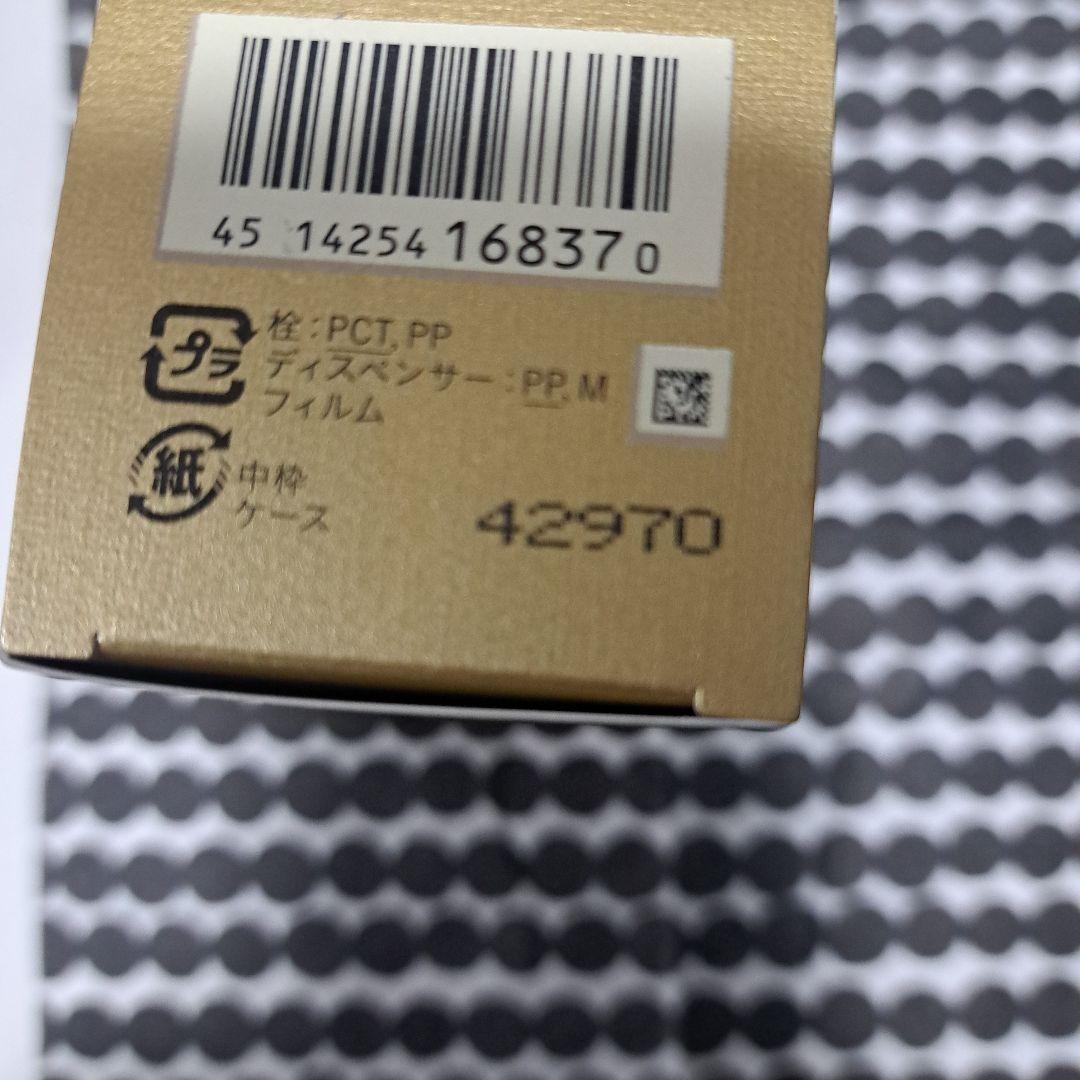 45 14254 16837 0
プラ
栓：PCT, PP
ディスペンサー：PP, M
フィルム
紙
中枠
ケース
42970